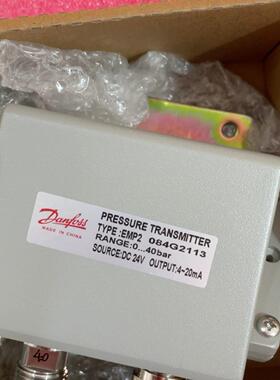 Danfoss
MADE IN CHINA
PRESSURE TRANSMITTER
TYPE :EMP2 084G2113
RANGE:0...40bar
SOURCE:DC 24V OUTPUT:4~20mA
40